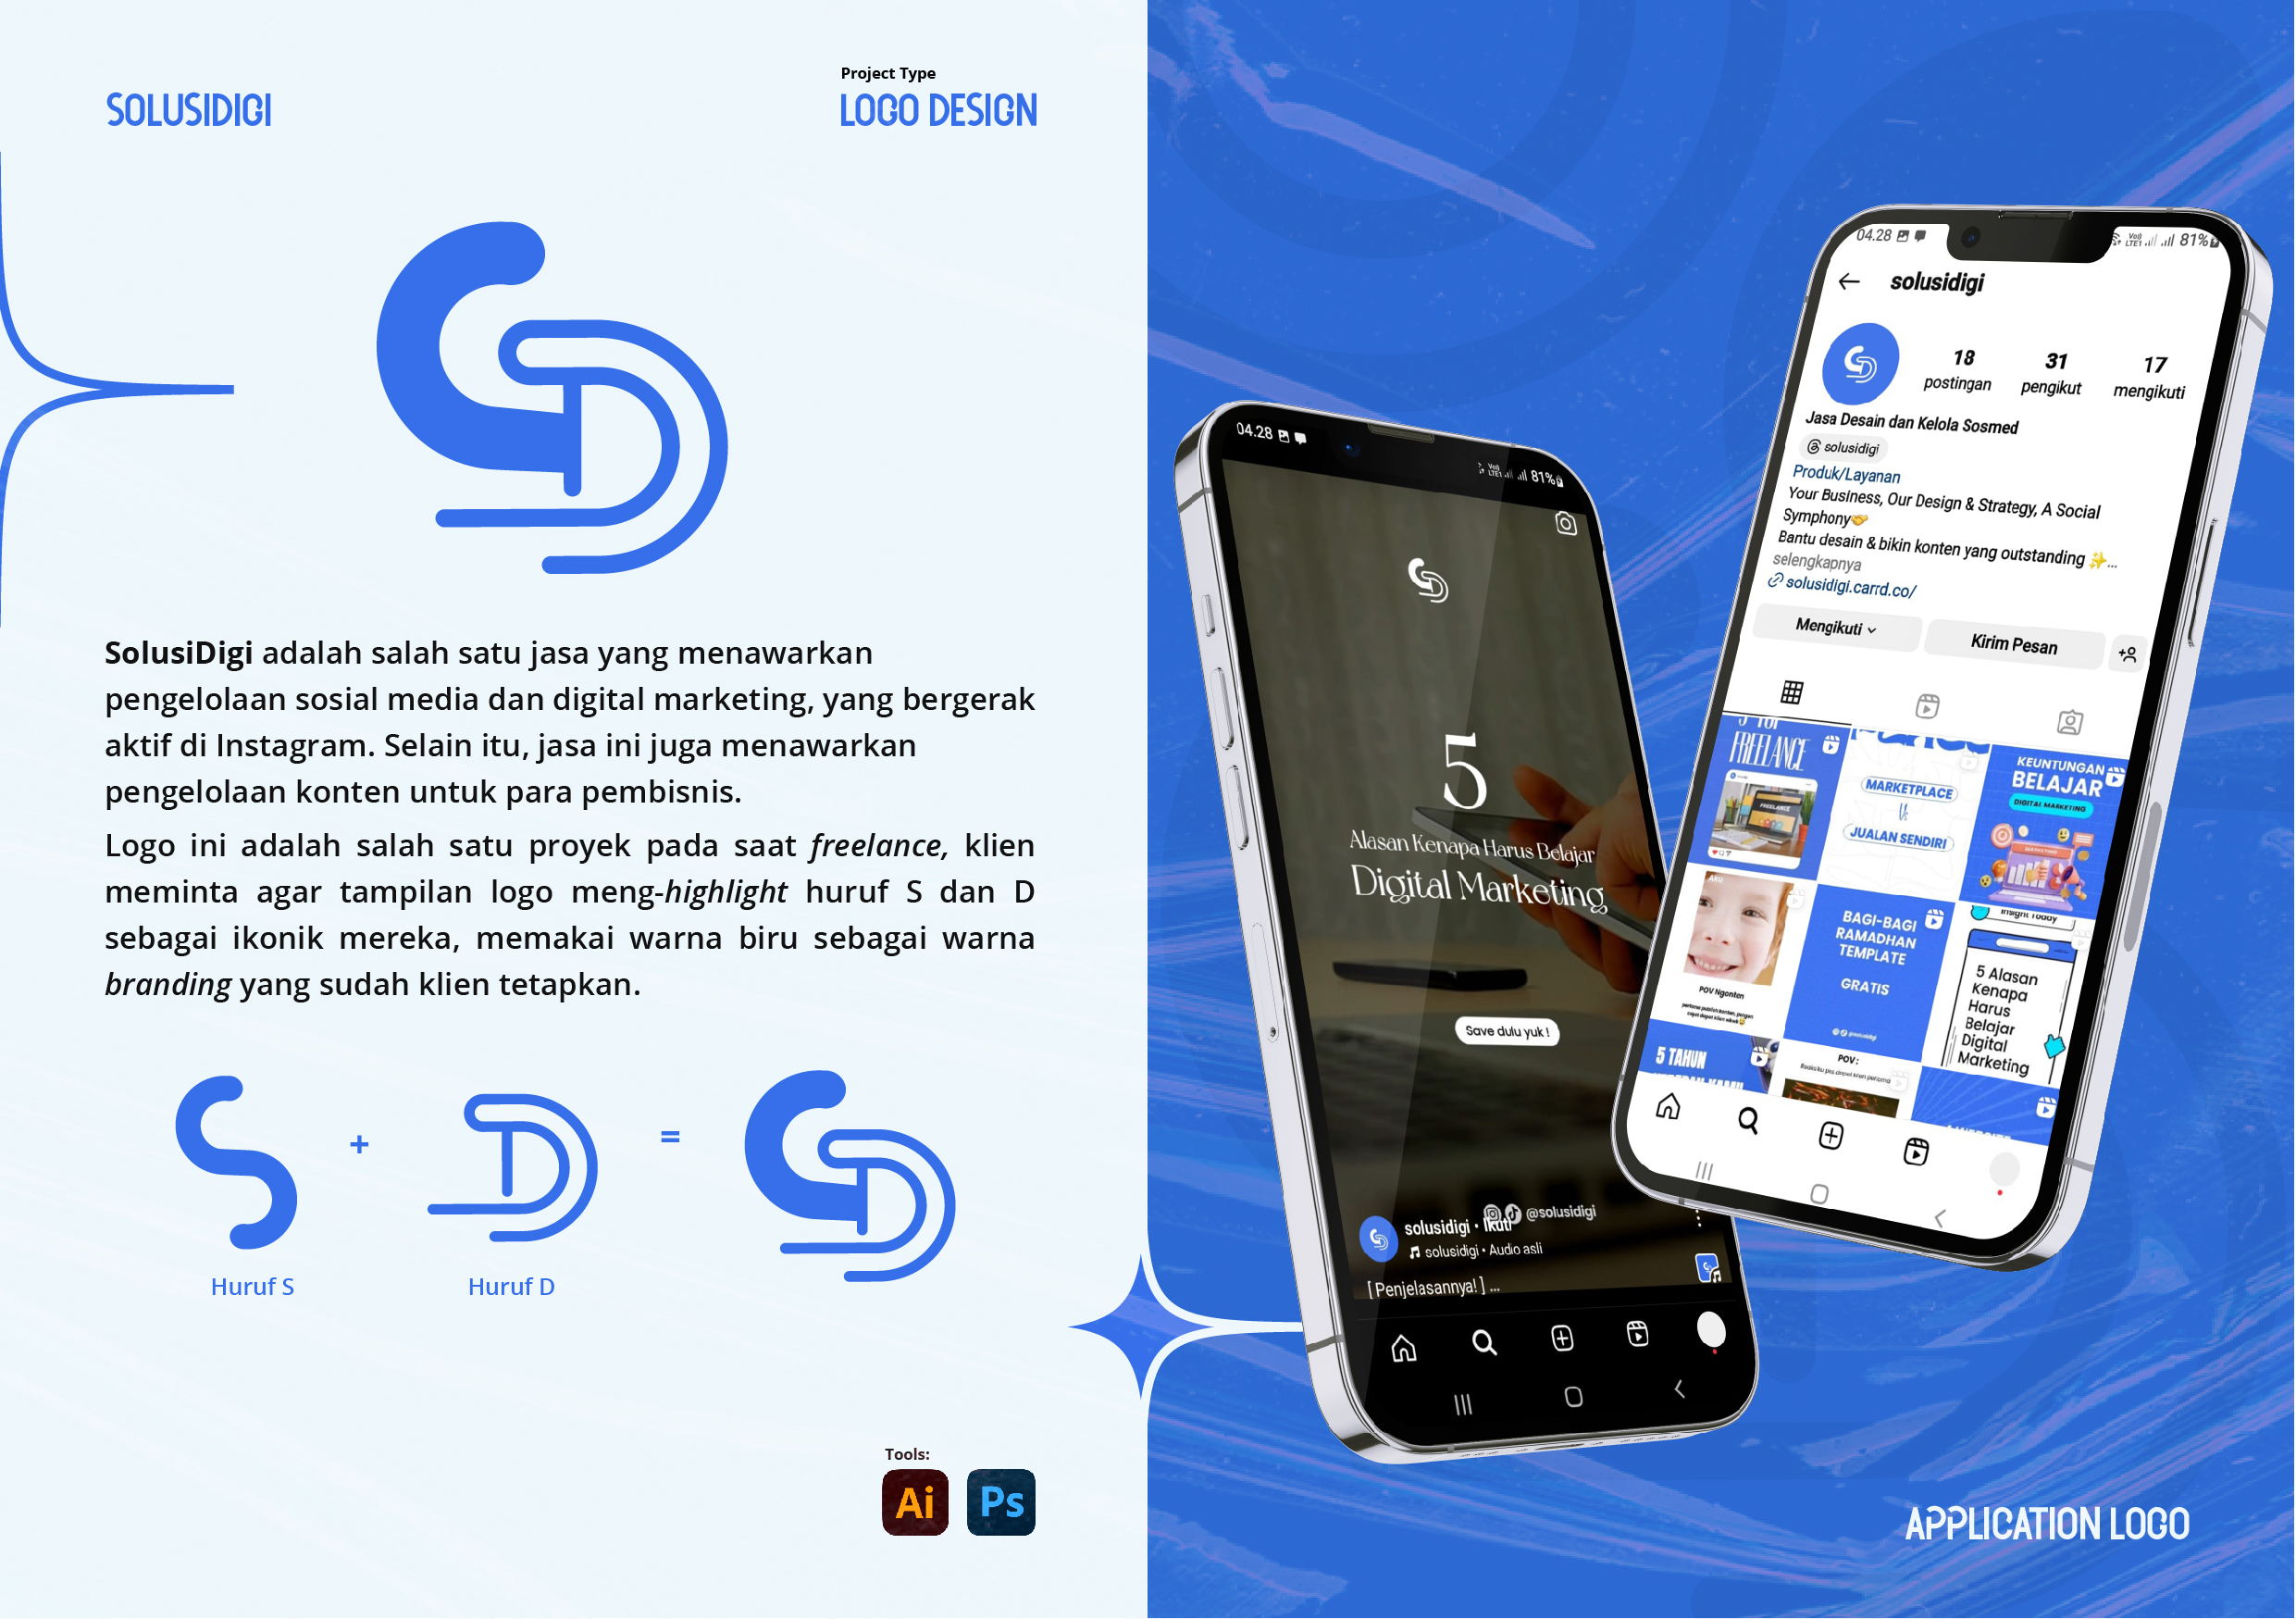 SOLUSIDIGI
Project Type
LOGO DESIGN
SolusiDigi adalah salah satu jasa yang menawarkan
pengelolaan sosial media dan digital marketing, yang bergerak
aktif di Instagram. Selain itu, jasa ini juga menawarkan
pengelolaan konten untuk para pembisnis.
Logo ini adalah salah satu proyek pada saat freelance, klien
meminta agar tampilan logo meng-highlight huruf S dan D
sebagai ikonik mereka, memakai warna biru sebagai warna
branding yang sudah klien tetapkan.
+
=
Huruf S
Huruf D
Tools:
Ai Ps
04.28
81%
5
Alasan Kenapa Harus Belajar
Digital Marketing
Save dulu yuk !
@solusidigi
solusidigi • Ikuti
solusidigi • Audio asli
[ Penjelasannya! ] ...
04.28
81%
solusidigi
18 31 17
postingan pengikut mengikuti
Jasa Desain dan Kelola Sosmed
solusidigi
Produk/Layanan
Your Business, Our Design & Strategy, A Social
Symphony🤝
Bantu desain & bikin konten yang outstanding ✨...
selengkapnya
solusidigi.carrd.co/
Mengikuti
Kirim Pesan
FREELANCE
MARKETPLACE
Vs
JUALAN SENDIRI
KEUNTUNGAN
BELAJAR
DIGITAL MARKETING
POV Ngonten
BAGI-BAGI
RAMADHAN
TEMPLATE
GRATIS
@solusidigi
Insight Today
5 Alasan
Kenapa
Harus
Belajar
Digital
Marketing
5 TAHUN
POV :
APPLICATION LOGO